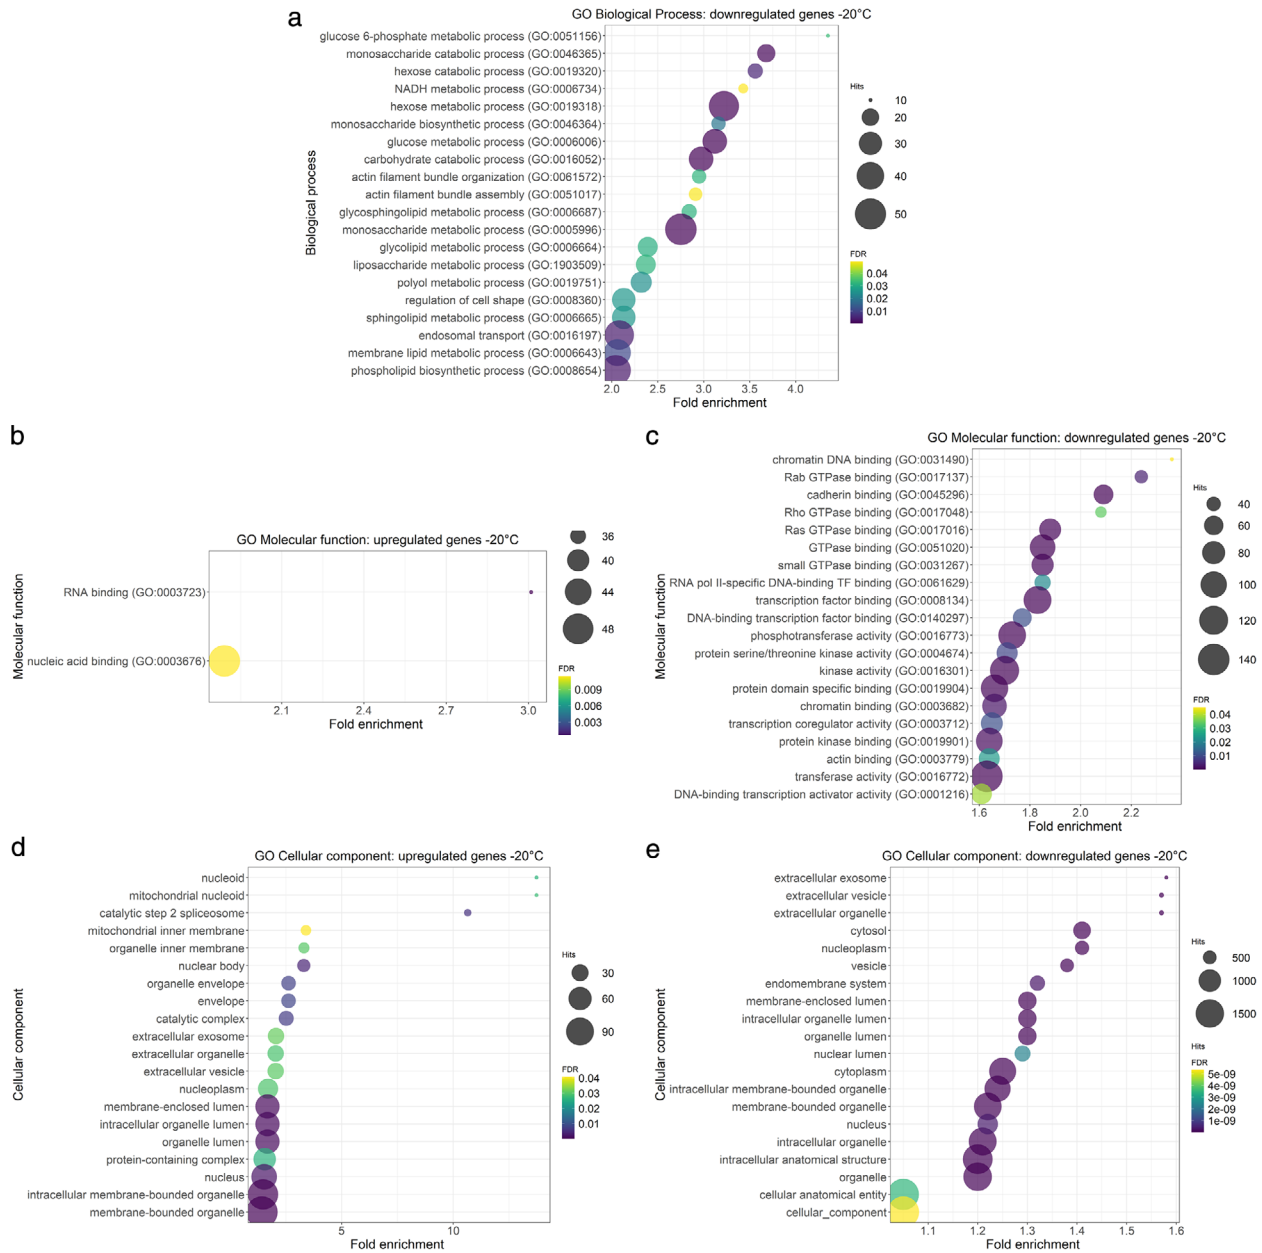 a
GO Biological Process: downregulated genes -20°C
Biological process
glucose 6-phosphate metabolic process (GO:0051156)
monosaccharide catabolic process (GO:0046365)
hexose catabolic process (GO:0019320)
NADH metabolic process (GO:0006734)
hexose metabolic process (GO:0019318)
monosaccharide biosynthetic process (GO:0046364)
glucose metabolic process (GO:0006006)
carbohydrate catabolic process (GO:0016052)
actin filament bundle organization (GO:0061572)
actin filament bundle assembly (GO:0051017)
glycosphingolipid metabolic process (GO:0006687)
monosaccharide metabolic process (GO:0005996)
glycolipid metabolic process (GO:0006664)
liposaccharide metabolic process (GO:1903509)
polyol metabolic process (GO:0019751)
regulation of cell shape (GO:0008360)
sphingolipid metabolic process (GO:0006665)
endosomal transport (GO:0016197)
membrane lipid metabolic process (GO:0006643)
phospholipid biosynthetic process (GO:0008654)
2.0 2.5 3.0 3.5 4.0
Fold enrichment
Hits
10
20
30
40
50
FDR
0.04
0.03
0.02
0.01
b
GO Molecular function: upregulated genes -20°C
Molecular function
RNA binding (GO:0003723)
nucleic acid binding (GO:0003676)
2.1 2.4 2.7 3.0
Fold enrichment
36
40
44
48
FDR
0.009
0.006
0.003
c
GO Molecular function: downregulated genes -20°C
Molecular function
chromatin DNA binding (GO:0031490)
Rab GTPase binding (GO:0017137)
cadherin binding (GO:0045296)
Rho GTPase binding (GO:0017048)
Ras GTPase binding (GO:0017016)
GTPase binding (GO:0051020)
small GTPase binding (GO:0031267)
RNA pol II-specific DNA-binding TF binding (GO:0061629)
transcription factor binding (GO:0008134)
DNA-binding transcription factor binding (GO:0140297)
phosphotransferase activity (GO:0016773)
protein serine/threonine kinase activity (GO:0004674)
kinase activity (GO:0016301)
protein domain specific binding (GO:0019904)
chromatin binding (GO:0003682)
transcription coregulator activity (GO:0003712)
protein kinase binding (GO:0019901)
actin binding (GO:0003779)
transferase activity (GO:0016772)
DNA-binding transcription activator activity (GO:0001216)
1.6 1.8 2.0 2.2
Fold enrichment
Hits
40
60
80
100
120
140
FDR
0.04
0.03
0.02
0.01
d
GO Cellular component: upregulated genes -20°C
Cellular component
nucleoid
mitochondrial nucleoid
catalytic step 2 spliceosome
mitochondrial inner membrane
organelle inner membrane
nuclear body
organelle envelope
envelope
catalytic complex
extracellular exosome
extracellular organelle
extracellular vesicle
nucleoplasm
membrane-enclosed lumen
intracellular organelle lumen
organelle lumen
protein-containing complex
nucleus
intracellular membrane-bounded organelle
membrane-bounded organelle
5 10
Fold enrichment
Hits
30
60
90
FDR
0.04
0.03
0.02
0.01
e
GO Cellular component: downregulated genes -20°C
Cellular component
extracellular exosome
extracellular vesicle
extracellular organelle
cytosol
nucleoplasm
vesicle
endomembrane system
membrane-enclosed lumen
intracellular organelle lumen
organelle lumen
nuclear lumen
cytoplasm
intracellular membrane-bounded organelle
membrane-bounded organelle
nucleus
intracellular organelle
intracellular anatomical structure
organelle
cellular anatomical entity
cellular_component
1.1 1.2 1.3 1.4 1.5 1.6
Fold enrichment
Hits
500
1000
1500
Hits
FDR
5e-09
4e-09
3e-09
2e-09
1e-09